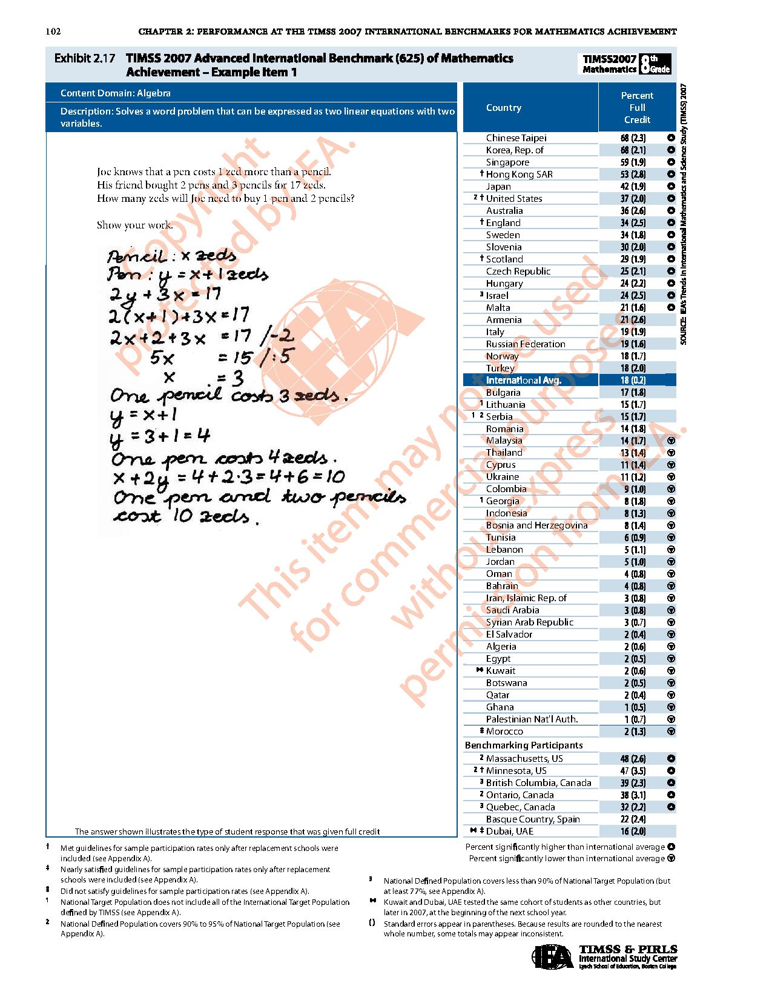 102 CHAPTER 2: PERFORMANCE AT THE TIMSS 2007 INTERNATIONAL BENCHMARKS FOR MATHEMATICS ACHIEVEMENT
Exhibit 2.17 TIMSS 2007 Advanced International Benchmark (625) of Mathematics
Achievement – Example Item 1
TIMSS2007 8th
Mathematics Grade
Content Domain: Algebra
Description: Solves a word problem that can be expressed as two linear equations with two
variables.
Joe knows that a pen costs 1 zed more than a pencil.
His friend bought 2 pens and 3 pencils for 17 zeds.
How many zeds will Joe need to buy 1 pen and 2 pencils?
Show your work.
Pencil : x zeds
Pen : y = x + 1 zeds
2y + 3x = 17
2(x+1)+3x = 17
2x+2+3x = 17 /-2
5x = 15 /:5
x = 3
One pencil costs 3 zeds.
y = x+1
y = 3+1 = 4
One pen costs 4 zeds.
x + 2y = 4 + 2·3 = 4+6 = 10
One pen and two pencils
cost 10 zeds.
The answer shown illustrates the type of student response that was given full credit
Country Percent
Full
Credit
Chinese Taipei 68 (2.3)
Korea, Rep. of 68 (2.1)
Singapore 59 (1.9)
† Hong Kong SAR 53 (2.8)
Japan 42 (1.9)
2 † United States 37 (2.0)
Australia 36 (2.6)
† England 34 (2.5)
Sweden 34 (1.8)
Slovenia 30 (2.0)
† Scotland 29 (1.9)
Czech Republic 25 (2.1)
Hungary 24 (2.2)
3 Israel 24 (2.5)
Malta 21 (1.6)
Armenia 21 (2.6)
Italy 19 (1.9)
Russian Federation 19 (1.6)
Norway 18 (1.7)
Turkey 18 (2.0)
International Avg. 18 (0.2)
Bulgaria 17 (1.8)
1 Lithuania 15 (1.7)
1 2 Serbia 15 (1.7)
Romania 14 (1.8)
Malaysia 14 (1.7)
Thailand 13 (1.4)
Cyprus 11 (1.4)
Ukraine 11 (1.2)
Colombia 9 (1.0)
1 Georgia 8 (1.8)
Indonesia 8 (1.3)
Bosnia and Herzegovina 8 (1.4)
Tunisia 6 (0.9)
Lebanon 5 (1.1)
Jordan 5 (1.0)
Oman 4 (0.8)
Bahrain 4 (0.8)
Iran, Islamic Rep. of 3 (0.8)
Saudi Arabia 3 (0.8)
Syrian Arab Republic 3 (0.7)
El Salvador 2 (0.4)
Algeria 2 (0.6)
Egypt 2 (0.5)
Kuwait 2 (0.6)
Botswana 2 (0.5)
Qatar 2 (0.4)
Ghana 1 (0.5)
Palestinian Nat'l Auth. 1 (0.7)
‡ Morocco 2 (1.3)
Benchmarking Participants
2 Massachusetts, US 48 (2.6)
2 † Minnesota, US 47 (3.5)
3 British Columbia, Canada 39 (2.3)
2 Ontario, Canada 38 (3.1)
3 Quebec, Canada 32 (2.2)
Basque Country, Spain 22 (2.4)
‡ Dubai, UAE 16 (2.0)
SOURCE: IEA's Trends in International Mathematics and Science Study (TIMSS) 2007
Copyright
protected by IEA.
This item may not be used
for commercial purposes
without express
permission from IEA.
IEA
Percent significantly higher than international average
Percent significantly lower than international average
† Met guidelines for sample participation rates only after replacement schools were
included (see Appendix A).
‡ Nearly satisfied guidelines for sample participation rates only after replacement
schools were included (see Appendix A).
Did not satisfy guidelines for sample participation rates (see Appendix A).
1 National Target Population does not include all of the International Target Population
defined by TIMSS (see Appendix A).
2 National Defined Population covers 90% to 95% of National Target Population (see
Appendix A).
3 National Defined Population covers less than 90% of National Target Population (but
at least 77%, see Appendix A).
Kuwait and Dubai, UAE tested the same cohort of students as other countries, but
later in 2007, at the beginning of the next school year.
( ) Standard errors appear in parentheses. Because results are rounded to the nearest
whole number, some totals may appear inconsistent.
IEA
TIMSS & PIRLS
International Study Center
Lynch School of Education, Boston College